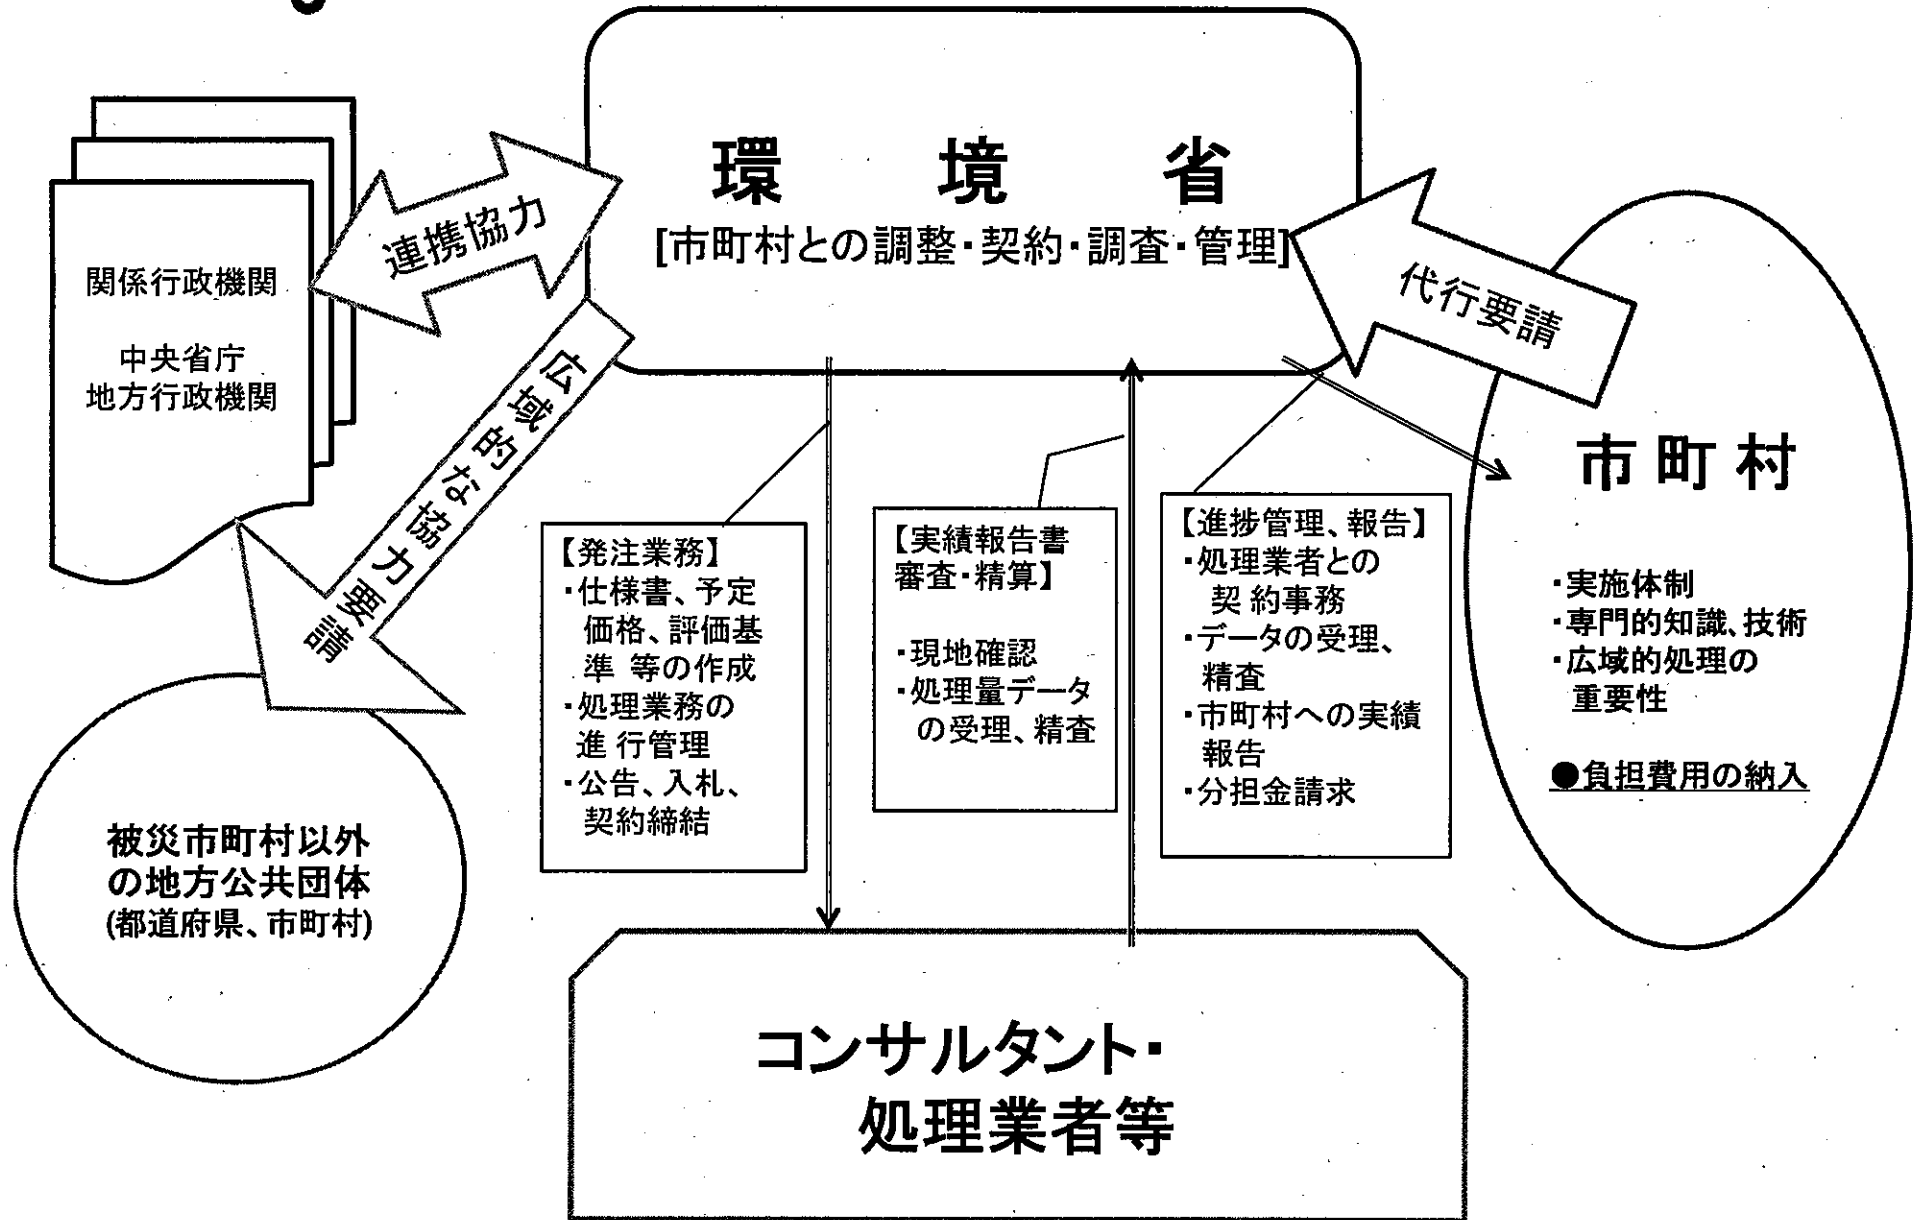 環境省
[市町村との調整・契約・調査・管理]
連携協力
代行要請
関係行政機関
中央省庁
地方行政機関
広域的な協力要請
市町村
・実施体制
・専門的知識、技術
・広域的処理の
重要性
●負担費用の納入
【発注業務】
・仕様書、予定
価格、評価基
準 等の作成
・処理業務の
進 行管理
・公告、入札、
契約締結
【実績報告書
審査・精算】
・現地確認
・処理量データ
の受理、精査
【進捗管理、報告】
・処理業者との
契 約事務
・データの受理、
精査
・市町村への実績
報告
・分担金請求
被災市町村以外
の地方公共団体
(都道府県、市町村)
コンサルタント・
処理業者等